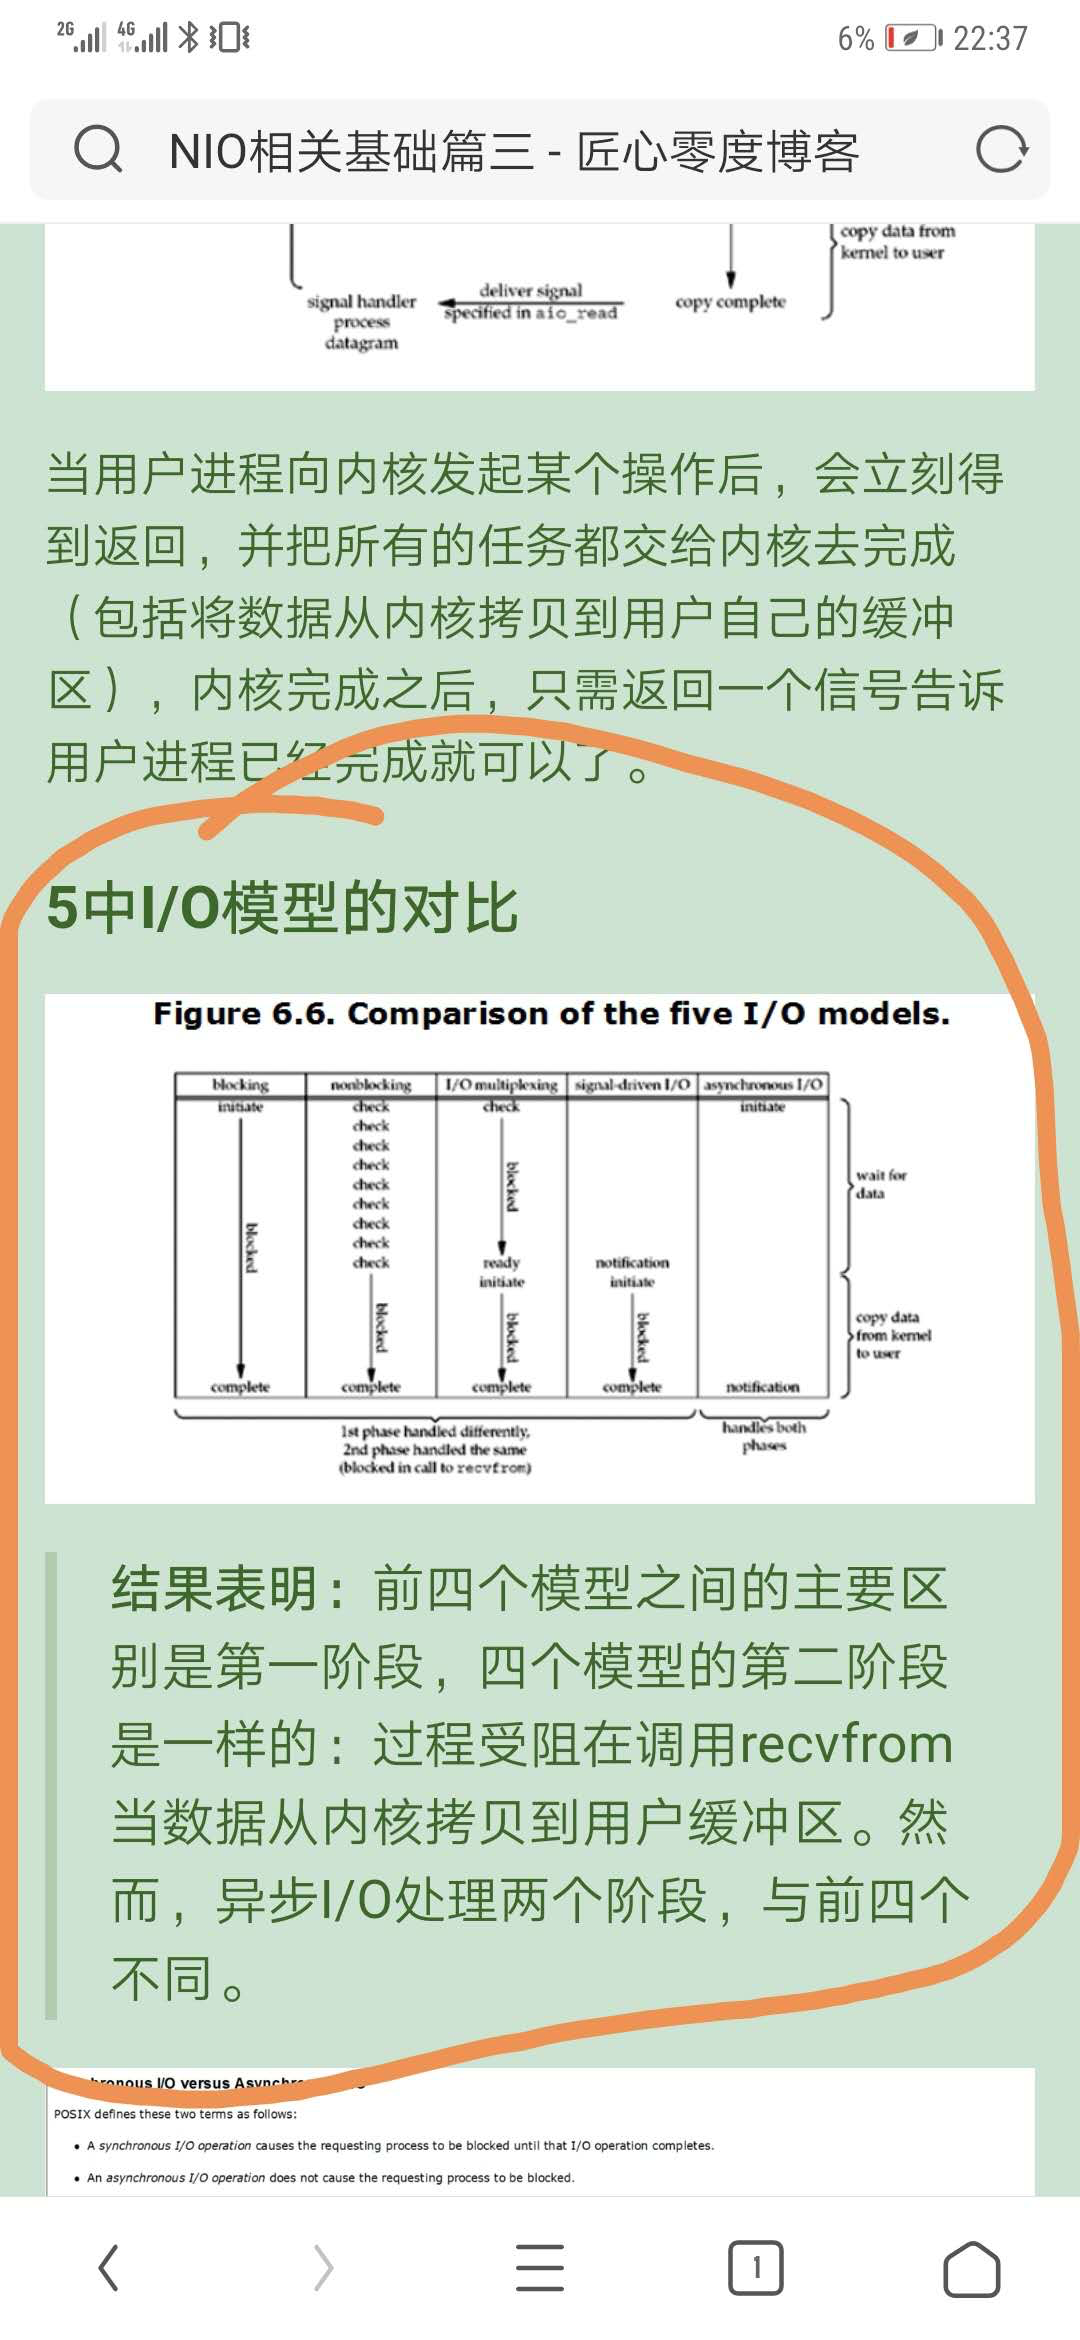 2G 4G 6% 22:37
NIO相关基础篇三 - 匠心零度博客
copy data from
kernel to user
deliver signal
specified in aio_read
signal handler
process
datagram
copy complete
当用户进程向内核发起某个操作后，会立刻得
到返回，并把所有的任务都交给内核去完成
（包括将数据从内核拷贝到用户自己的缓冲
区），内核完成之后，只需返回一个信号告诉
用户进程已经完成就可以了。
5中I/O模型的对比
Figure 6.6. Comparison of the five I/O models.
blocking nonblocking I/O multiplexing signal-driven I/O asynchronous I/O
initiate check check initiate
check
check
check
check
check
check
check
check ready notification
initiate initiate
blocked blocked blocked blocked blocked
wait for
data
copy data
from kernel
to user
complete complete complete complete notification
1st phase handled differently,
2nd phase handled the same
(blocked in call to recvfrom)
handles both
phases
结果表明：前四个模型之间的主要区
别是第一阶段，四个模型的第二阶段
是一样的：过程受阻在调用recvfrom
当数据从内核拷贝到用户缓冲区。然
而，异步I/O处理两个阶段，与前四个
不同。
I/O versus
POSIX defines these two terms as follows:
• A synchronous I/O operation causes the requesting process to be blocked until that I/O operation completes.
• An asynchronous I/O operation does not cause the requesting process to be blocked.
1